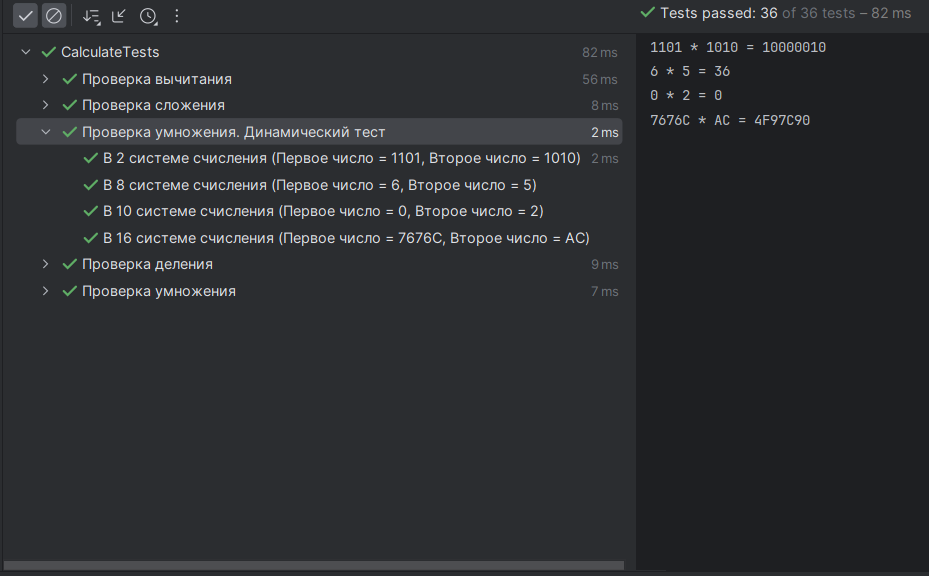 Tests passed: 36 of 36 tests – 82 ms
CalculateTests 82 ms
Проверка вычитания 56 ms
Проверка сложения 8 ms
Проверка умножения. Динамический тест 2 ms
В 2 системе счисления (Первое число = 1101, Второе число = 1010) 2 ms
В 8 системе счисления (Первое число = 6, Второе число = 5)
В 10 системе счисления (Первое число = 0, Второе число = 2)
В 16 системе счисления (Первое число = 7676C, Второе число = AC)
Проверка деления 9 ms
Проверка умножения 7 ms
1101 * 1010 = 10000010
6 * 5 = 36
0 * 2 = 0
7676C * AC = 4F97C90